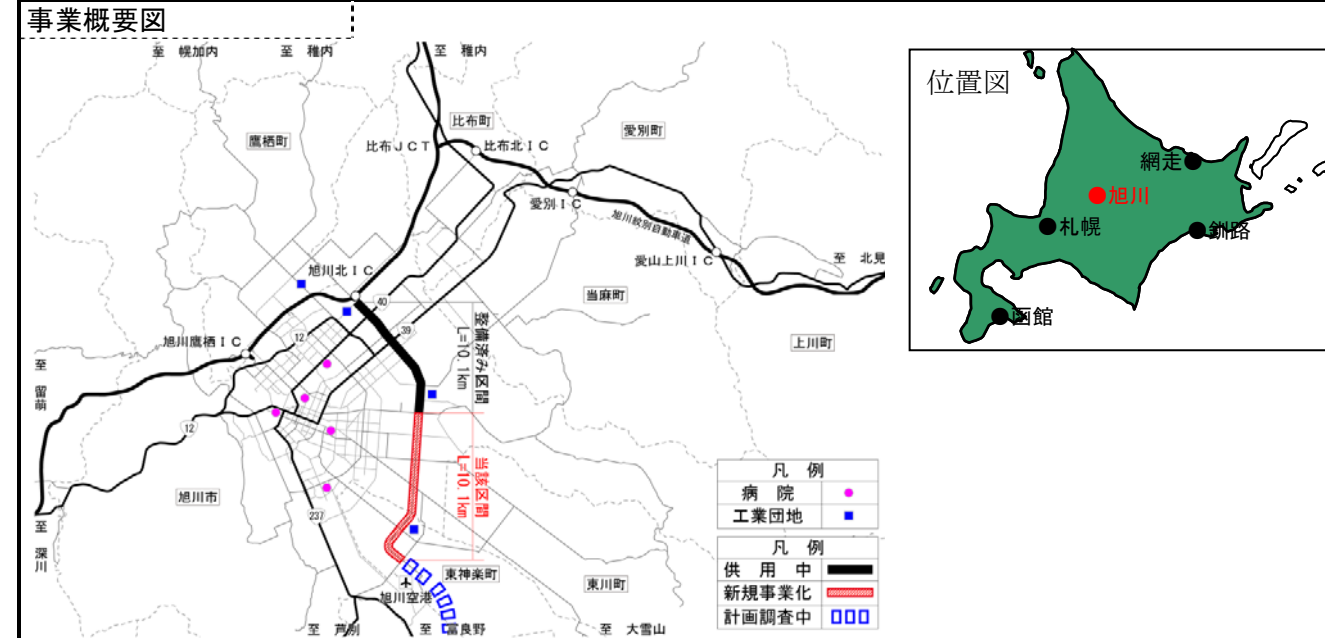 事業概要図
至 幌加内
至 稚内
至 稚内
比布町
愛別町
鷹栖町
比布JCT
比布北IC
愛別IC
旭川紋別自動車道
愛山上川IC
至 北見
旭川北IC
当麻町
上川町
40
39
12
旭川鷹栖IC
整備済み区間
L=10.1km
至 留萌
12
当該区間
L=10.1km
旭川市
237
至 深川
東神楽町
東川町
旭川空港
至 芦別
至 富良野
至 大雪山
凡 例
病 院
工業団地
凡 例
供 用 中
新規事業化
計画調査中
位置図
網走
旭川
札幌
釧路
函館